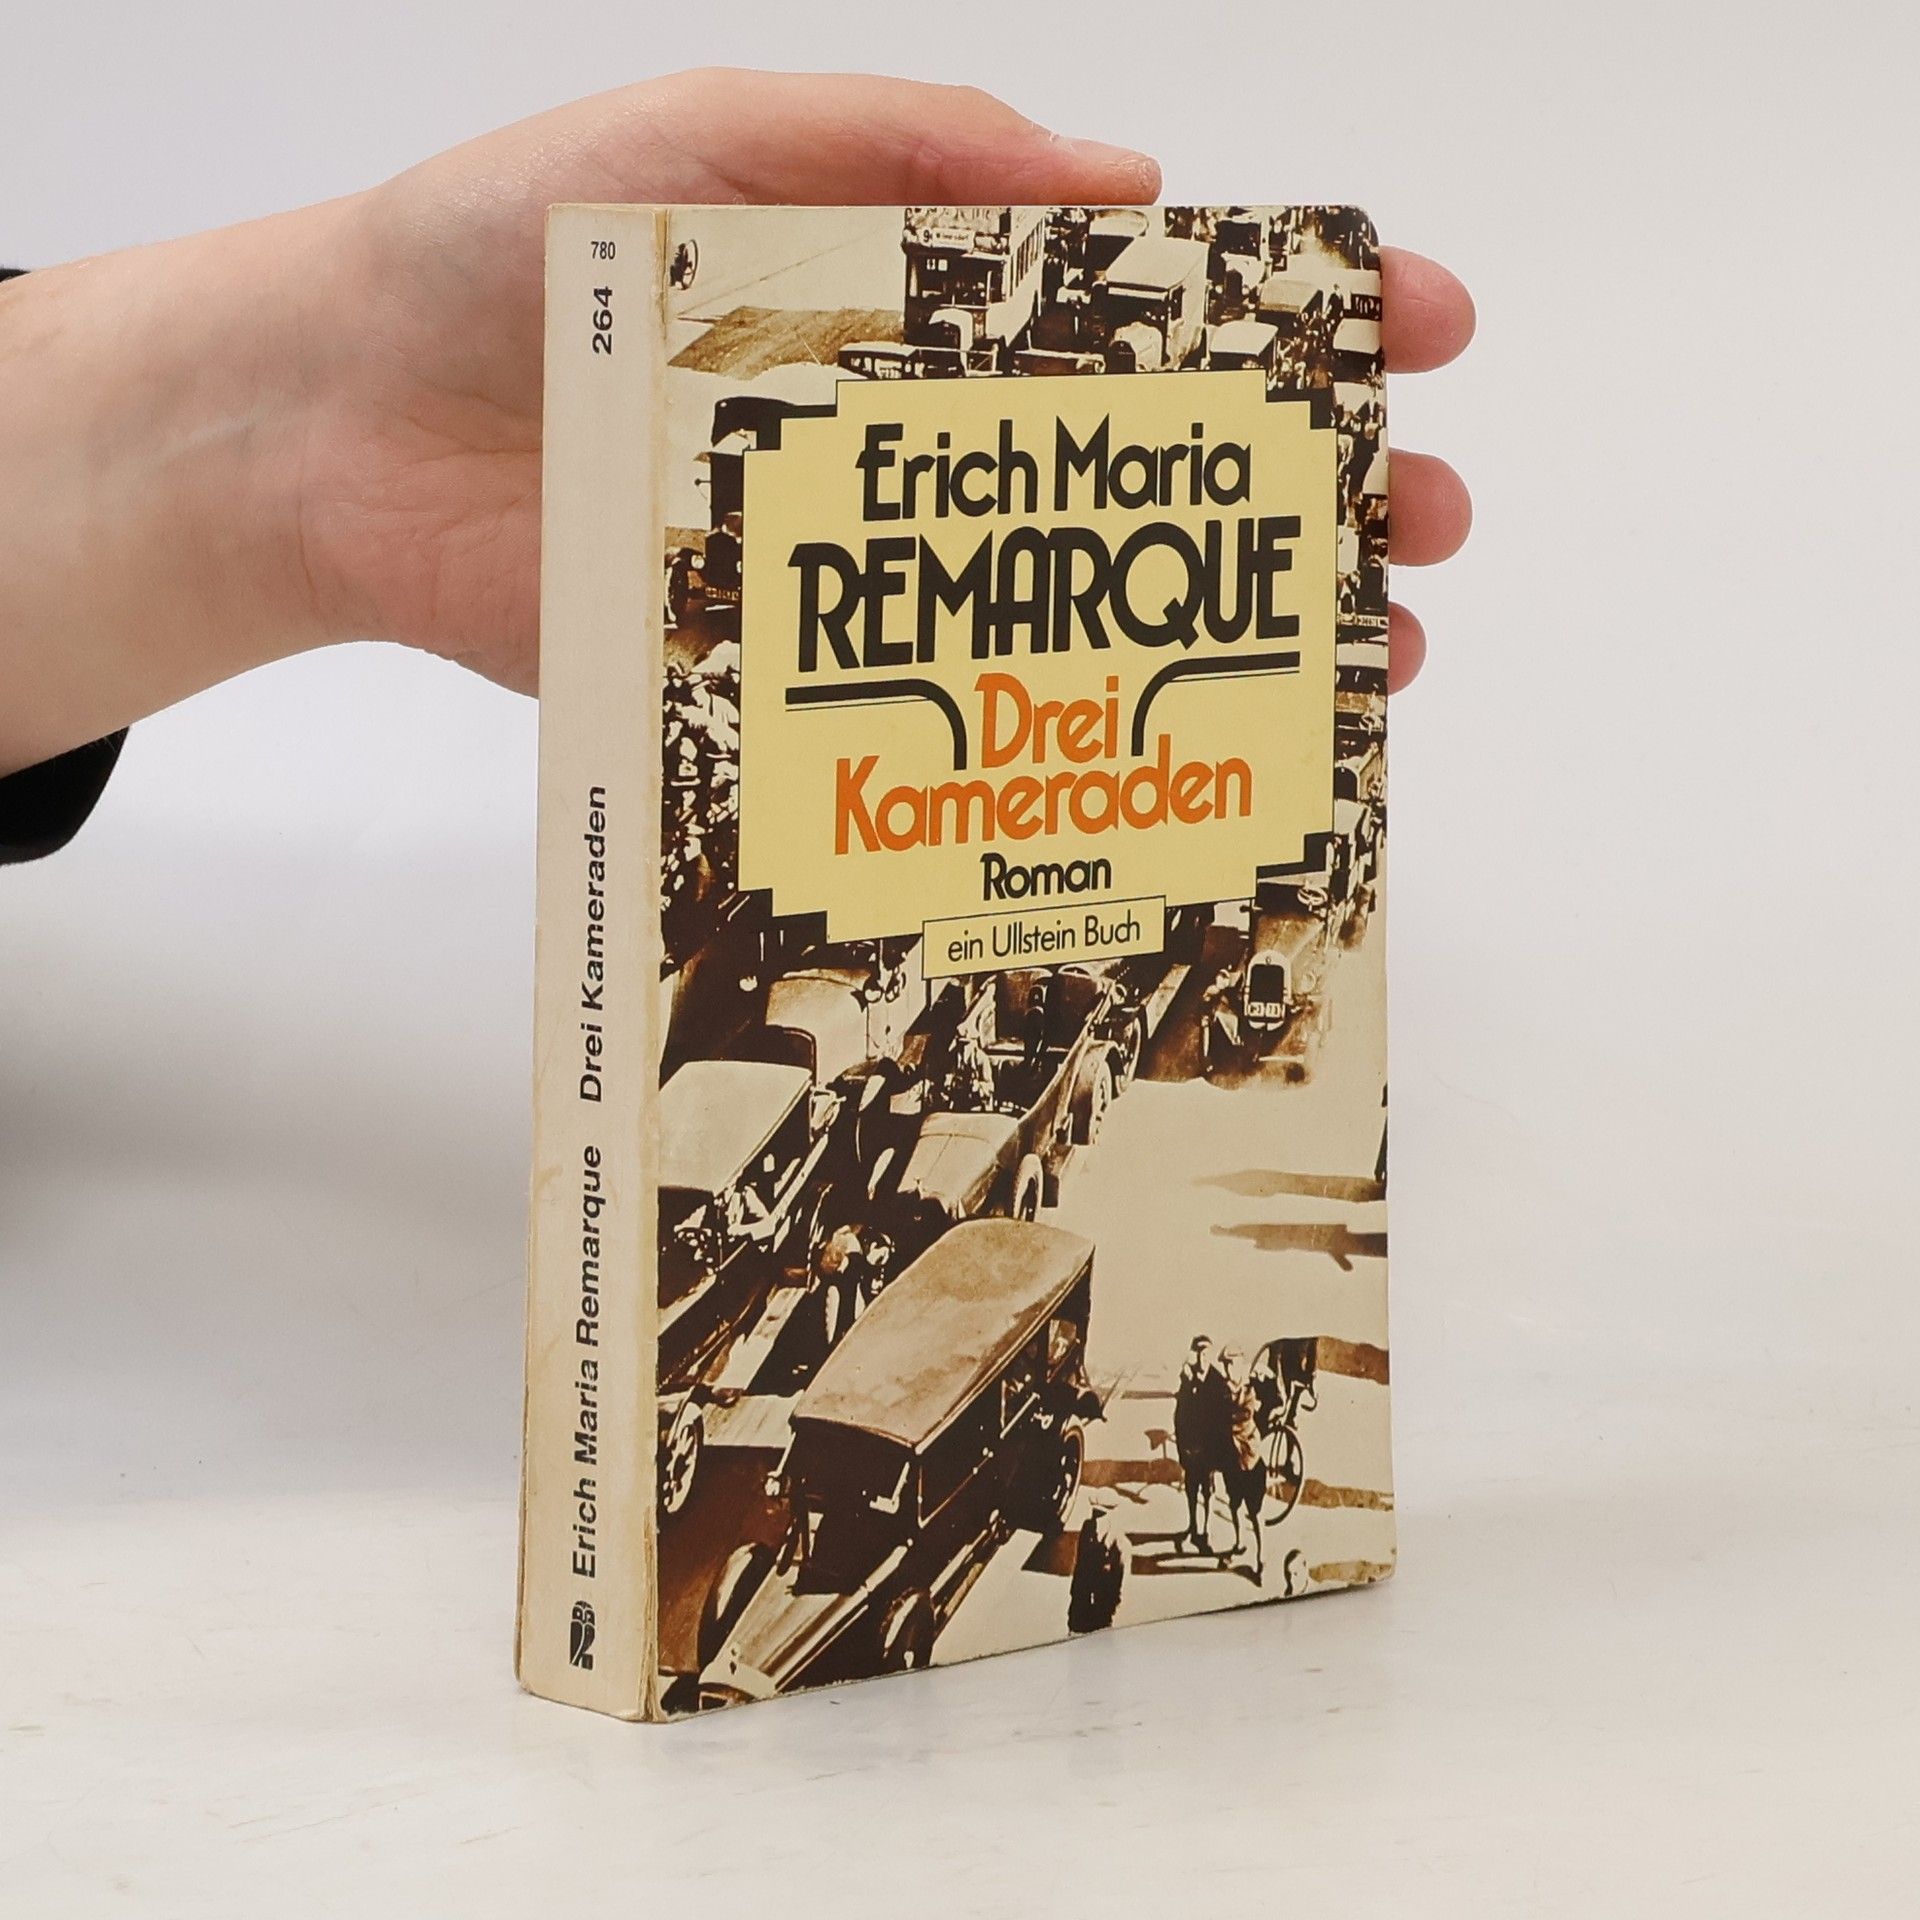 780
264
Erich Maria Remarque Drei Kameraden
Erich Maria
REMARQUE
Drei
Kameraden
Roman
ein Ullstein Buch